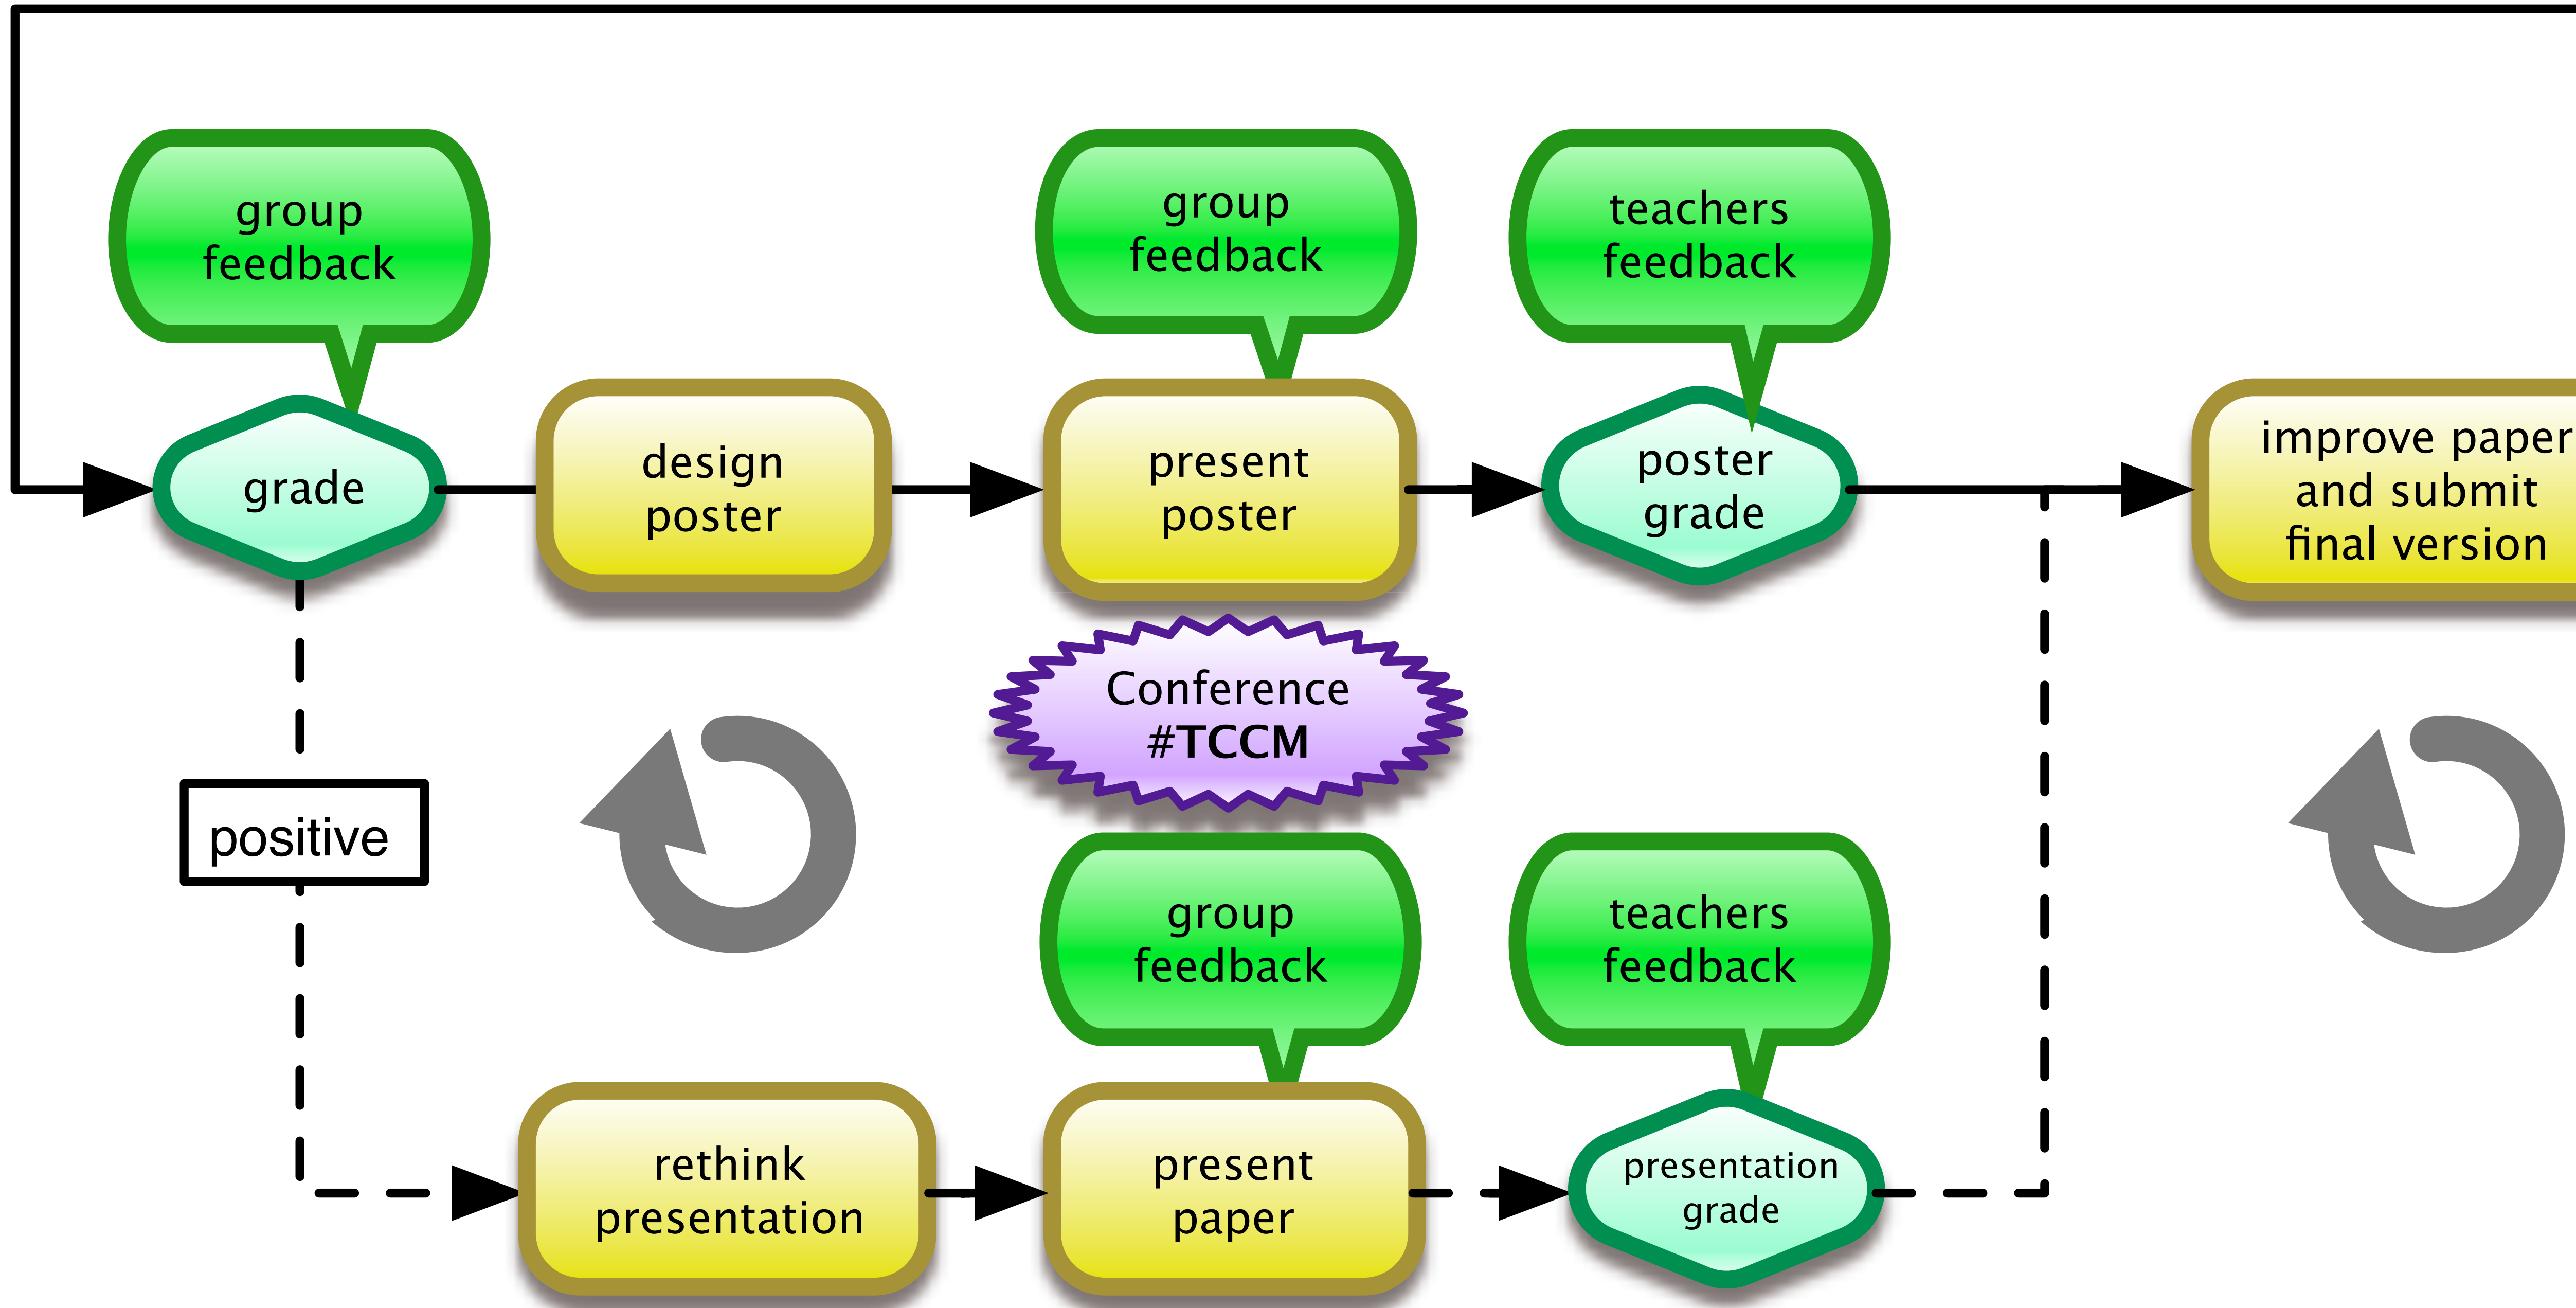 group
feedback
group
feedback
teachers
feedback
grade
design
poster
present
poster
poster
grade
improve paper
and submit
final version
Conference
#TCCM
positive
group
feedback
teachers
feedback
rethink
presentation
present
paper
presentation
grade